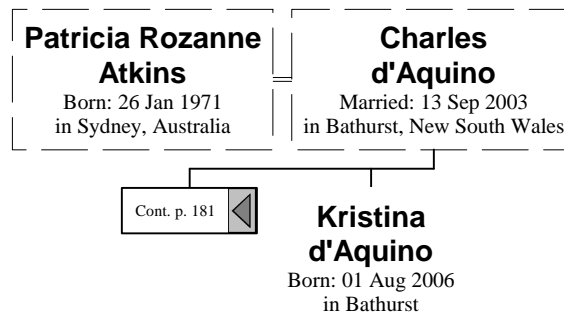 Patricia Rozanne
Atkins
Born: 26 Jan 1971
in Sydney, Australia
Charles
d'Aquino
Married: 13 Sep 2003
in Bathurst, New South Wales
Cont. p. 181
Kristina
d'Aquino
Born: 01 Aug 2006
in Bathurst